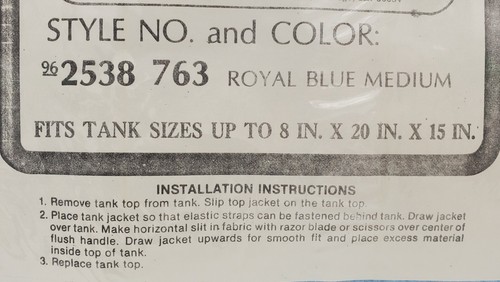 STYLE NO. and COLOR:
96 2538 763 ROYAL BLUE MEDIUM
FITS TANK SIZES UP TO 8 IN. X 20 IN. X 15 IN.
INSTALLATION INSTRUCTIONS
1. Remove tank top from tank. Slip top jacket on the tank top
2. Place tank jacket so that elastic straps can be fastened behind tank. Draw jacket
over tank. Make horizontal slit in fabric with razor blade or scissors over center of
flush handle. Draw jacket upwards for smooth fit and place excess material
inside top of tank.
3. Replace tank top.